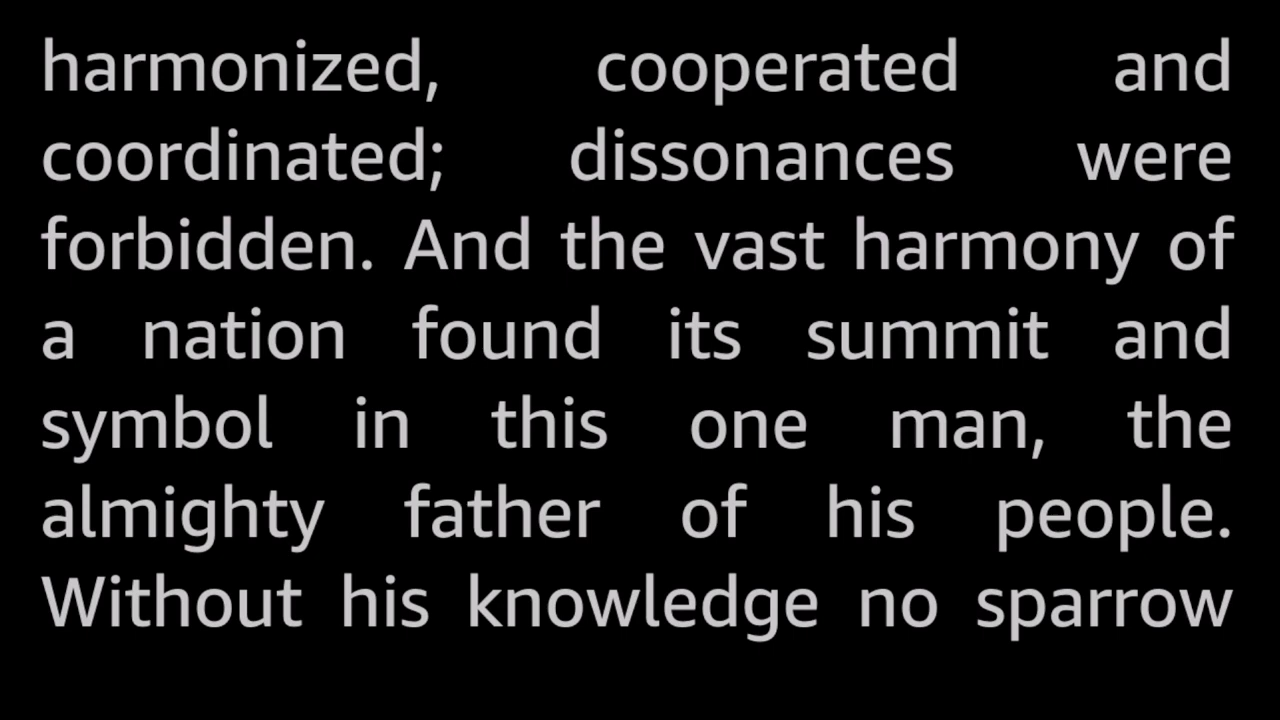 harmonized, cooperated and
coordinated; dissonances were
forbidden. And the vast harmony of
a nation found its summit and
symbol in this one man, the
almighty father of his people.
Without his knowledge no sparrow